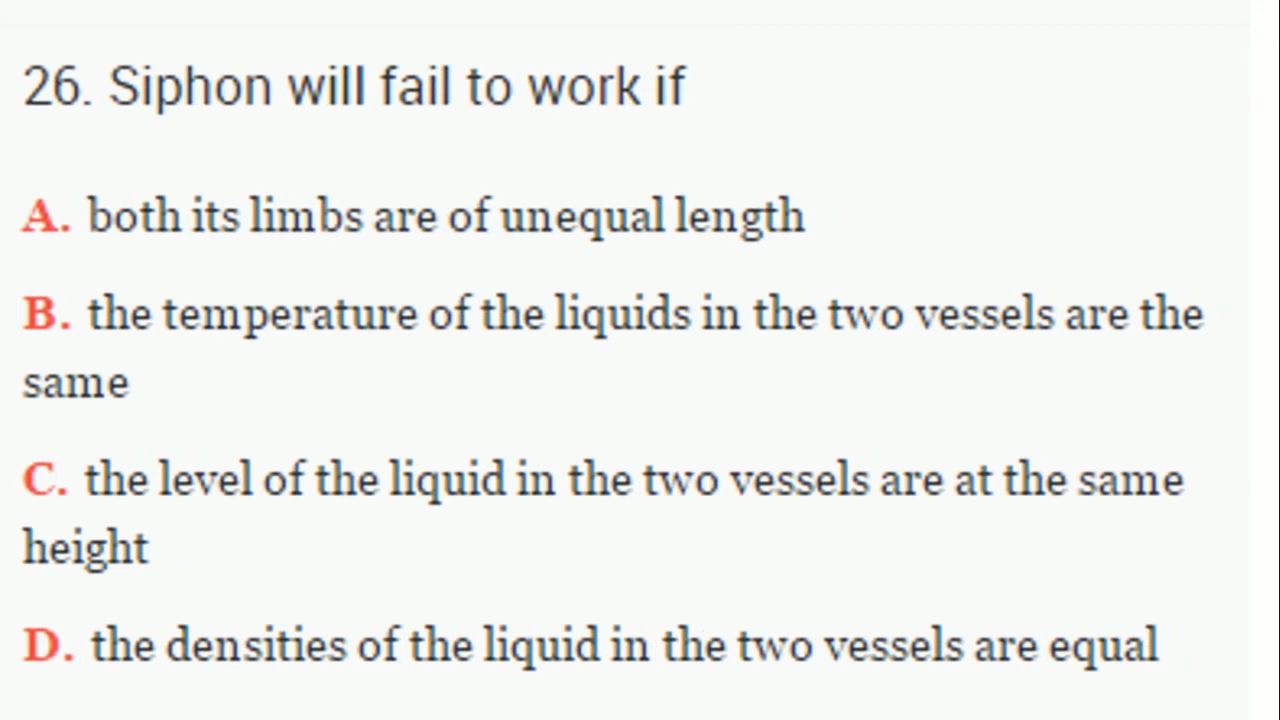 26. Siphon will fail to work if
A. both its limbs are of unequal length
B. the temperature of the liquids in the two vessels are the
same
C. the level of the liquid in the two vessels are at the same
height
D. the densities of the liquid in the two vessels are equal